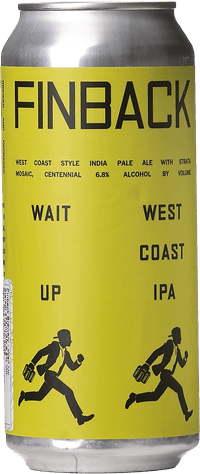 FINBACK
WEST COAST STYLE INDIA PALE ALE WITH STRATA
MOSAIC, CENTENNIAL 6.8% ALCOHOL BY VOLUME
WAIT WEST
COAST
UP IPA